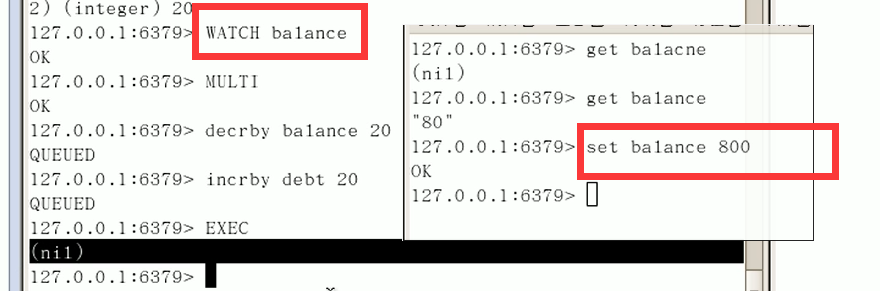 2) (integer) 20
127.0.0.1:6379> WATCH balance
OK
127.0.0.1:6379> MULTI
OK
127.0.0.1:6379> decrby balance 20
QUEUED
127.0.0.1:6379> incrby debt 20
QUEUED
127.0.0.1:6379> EXEC
(nil)
127.0.0.1:6379>
127.0.0.1:6379> get balacne
(nil)
127.0.0.1:6379> get balance
"80"
127.0.0.1:6379> set balance 800
OK
127.0.0.1:6379>